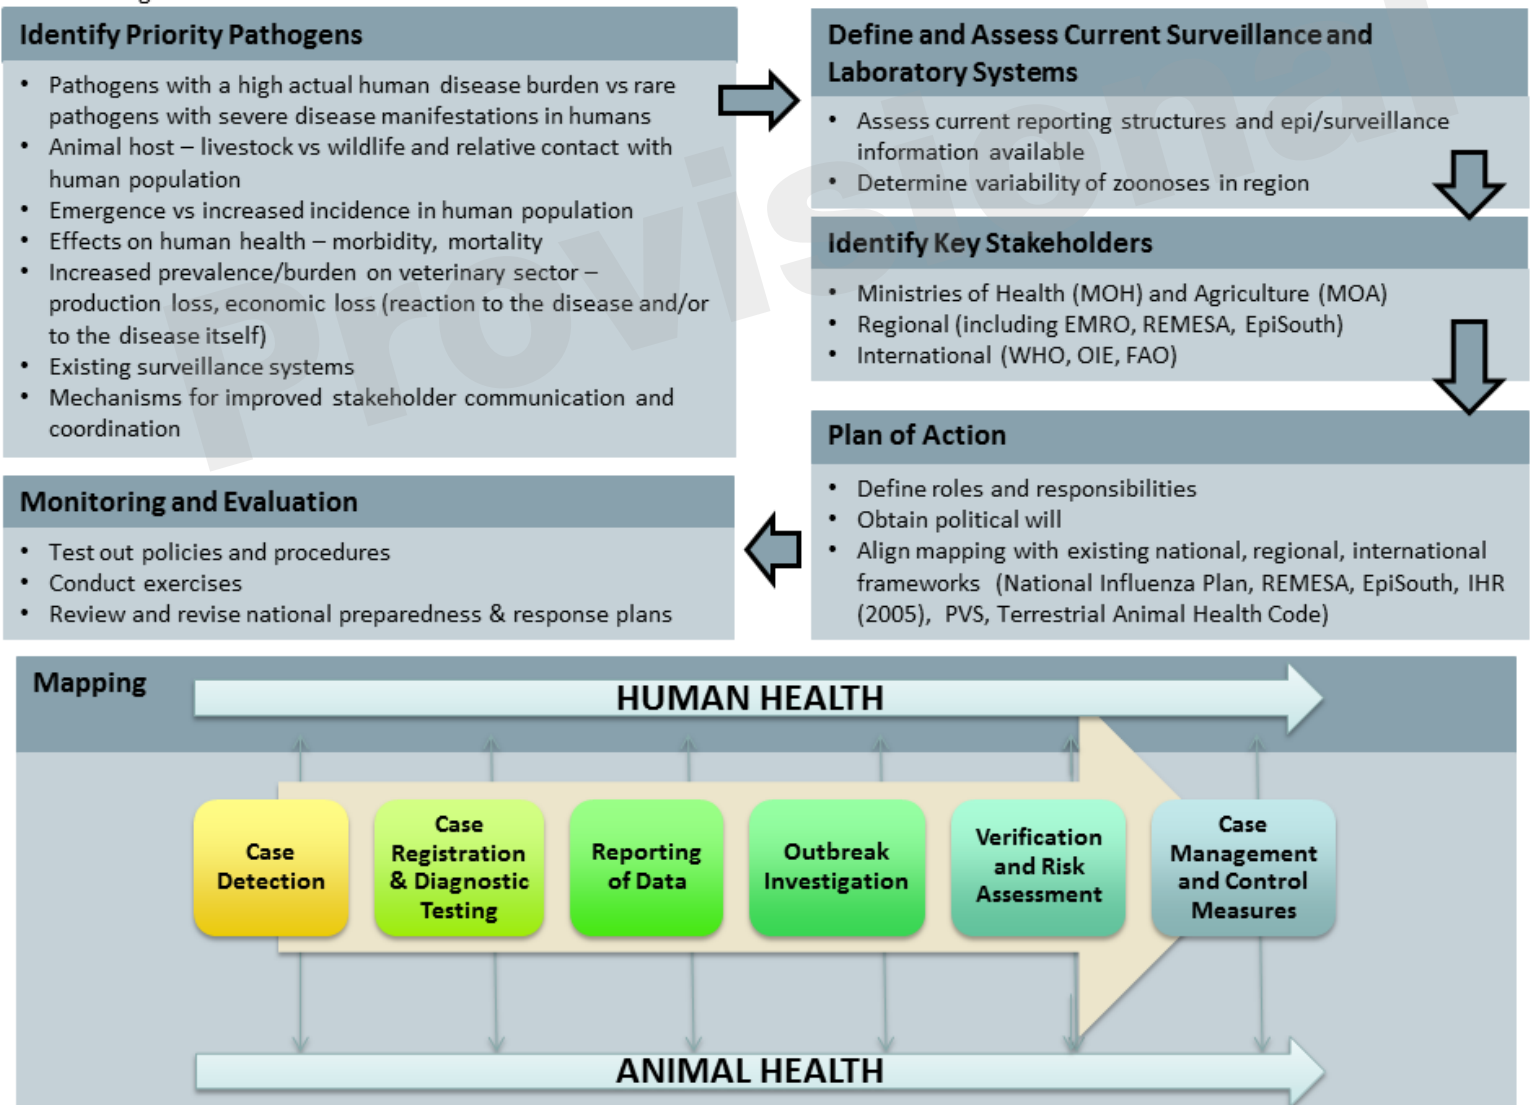 Identify Priority Pathogens
• Pathogens with a high actual human disease burden vs rare
pathogens with severe disease manifestations in humans
• Animal host – livestock vs wildlife and relative contact with
human population
• Emergence vs increased incidence in human population
• Effects on human health – morbidity, mortality
• Increased prevalence/burden on veterinary sector –
production loss, economic loss (reaction to the disease and/or
to the disease itself)
• Existing surveillance systems
• Mechanisms for improved stakeholder communication and
coordination
Define and Assess Current Surveillance and
Laboratory Systems
• Assess current reporting structures and epi/surveillance
information available
• Determine variability of zoonoses in region
Identify Key Stakeholders
• Ministries of Health (MOH) and Agriculture (MOA)
• Regional (including EMRO, REMESA, EpiSouth)
• International (WHO, OIE, FAO)
Plan of Action
• Define roles and responsibilities
• Obtain political will
• Align mapping with existing national, regional, international
frameworks (National Influenza Plan, REMESA, EpiSouth, IHR
(2005), PVS, Terrestrial Animal Health Code)
Monitoring and Evaluation
• Test out policies and procedures
• Conduct exercises
• Review and revise national preparedness & response plans
Provisional
Mapping
HUMAN HEALTH
Case
Detection
Case
Registration
& Diagnostic
Testing
Reporting
of Data
Outbreak
Investigation
Verification
and Risk
Assessment
Case
Management
and Control
Measures
ANIMAL HEALTH